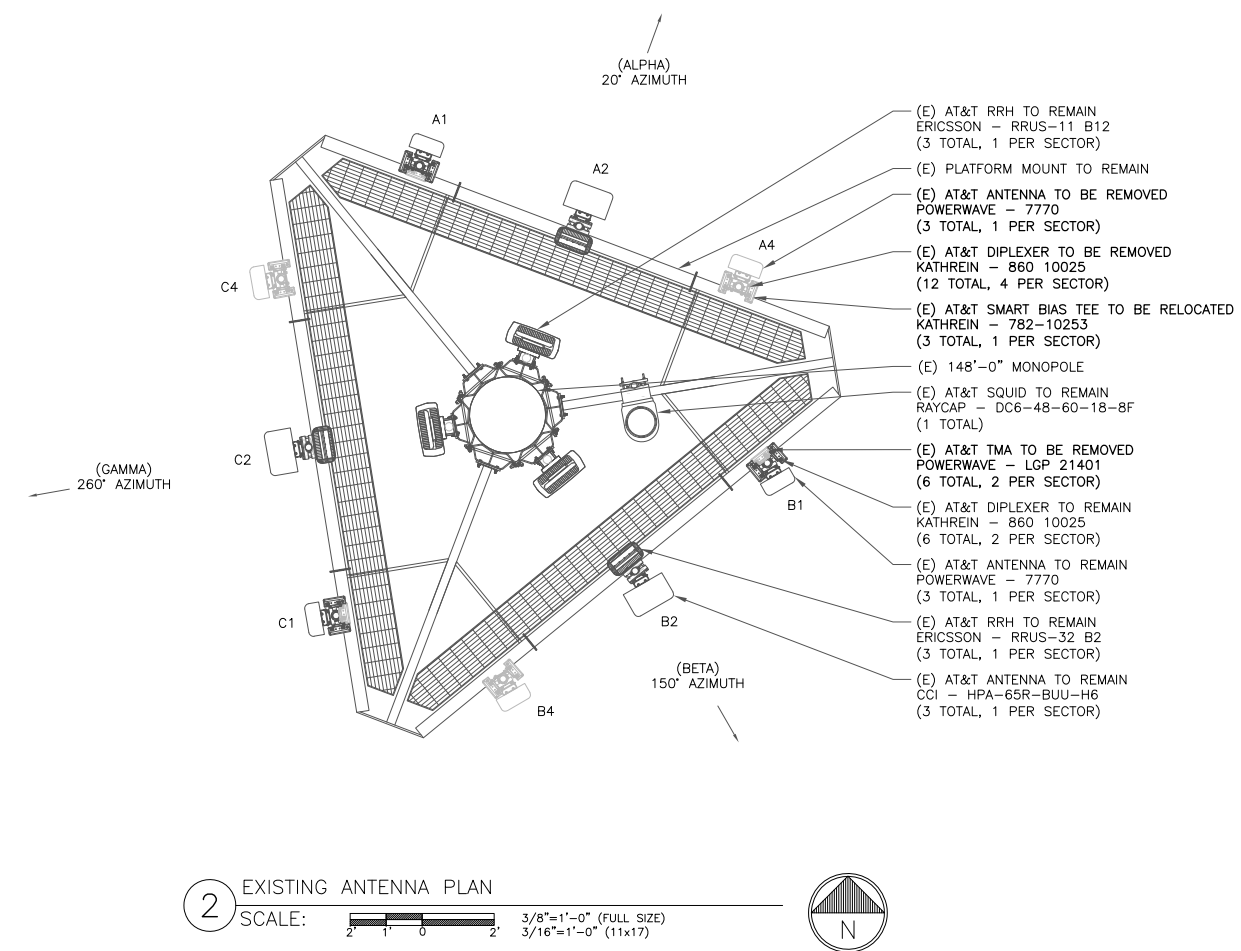 (ALPHA)
20° AZIMUTH
A1
A2
A4
C4
C2
C1
B1
B2
B4
(GAMMA)
260° AZIMUTH
(BETA)
150° AZIMUTH
(E) AT&T RRH TO REMAIN
ERICSSON – RRUS–11 B12
(3 TOTAL, 1 PER SECTOR)
(E) PLATFORM MOUNT TO REMAIN
(E) AT&T ANTENNA TO BE REMOVED
POWERWAVE – 7770
(3 TOTAL, 1 PER SECTOR)
(E) AT&T DIPLEXER TO BE REMOVED
KATHREIN – 860 10025
(12 TOTAL, 4 PER SECTOR)
(E) AT&T SMART BIAS TEE TO BE RELOCATED
KATHREIN – 782–10253
(3 TOTAL, 1 PER SECTOR)
(E) 148'–0" MONOPOLE
(E) AT&T SQUID TO REMAIN
RAYCAP – DC6–48–60–18–8F
(1 TOTAL)
(E) AT&T TMA TO BE REMOVED
POWERWAVE – LGP 21401
(6 TOTAL, 2 PER SECTOR)
(E) AT&T DIPLEXER TO REMAIN
KATHREIN – 860 10025
(6 TOTAL, 2 PER SECTOR)
(E) AT&T ANTENNA TO REMAIN
POWERWAVE – 7770
(3 TOTAL, 1 PER SECTOR)
(E) AT&T RRH TO REMAIN
ERICSSON – RRUS–32 B2
(3 TOTAL, 1 PER SECTOR)
(E) AT&T ANTENNA TO REMAIN
CCI – HPA–65R–BUU–H6
(3 TOTAL, 1 PER SECTOR)
2
EXISTING ANTENNA PLAN
SCALE:
2' 1' 0 2'
3/8"=1'–0" (FULL SIZE)
3/16"=1'–0" (11x17)
N